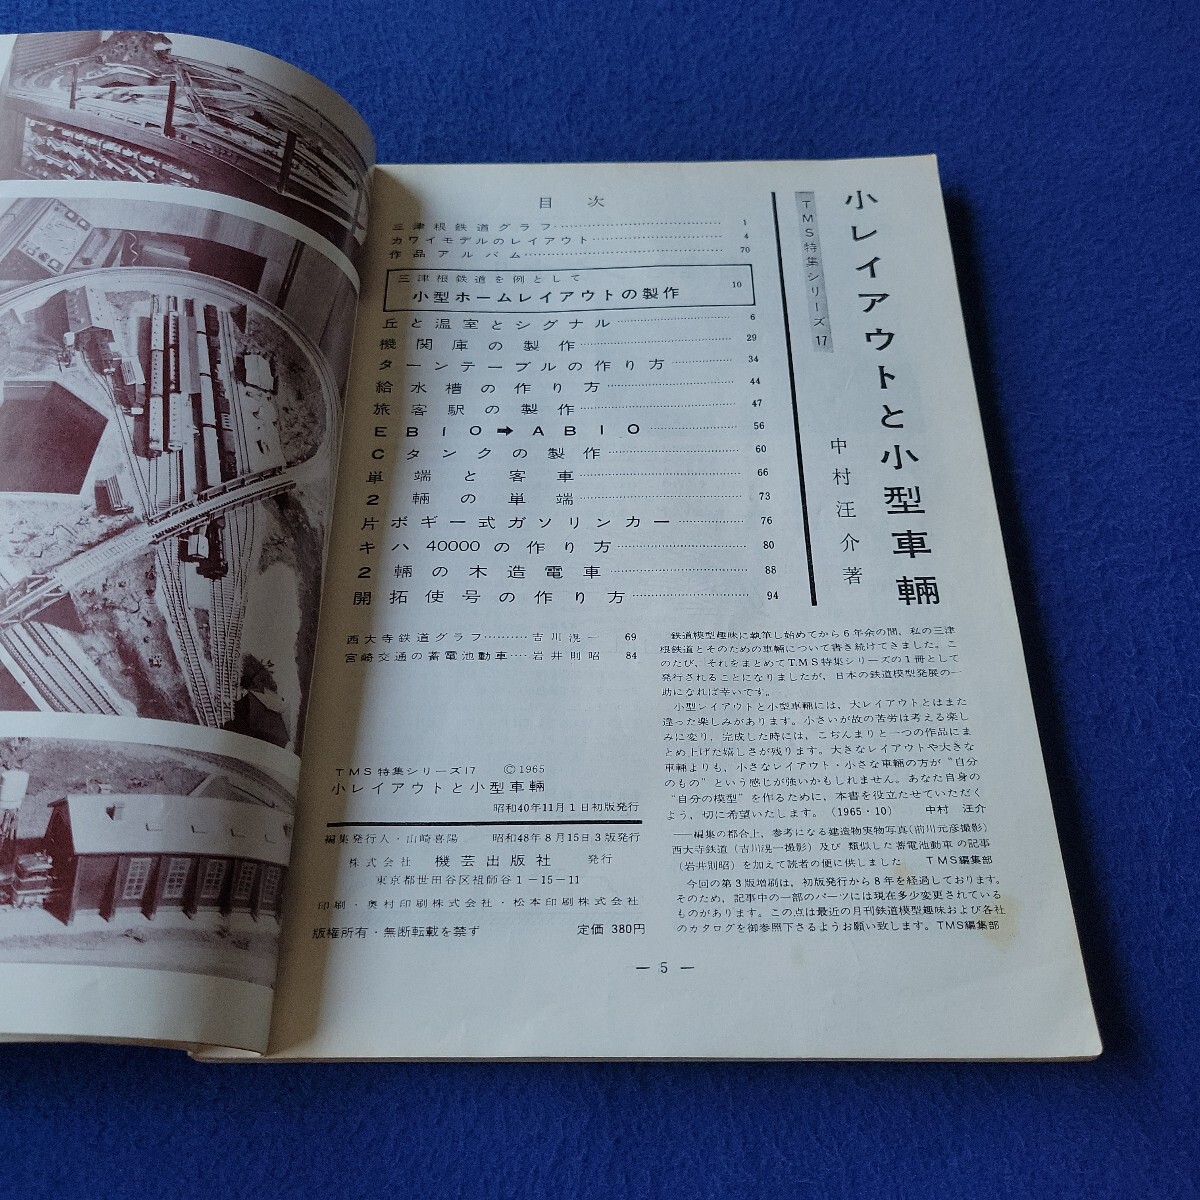 小レイアウトと小型車輛
TMS特集シリーズ 17
中村汪介著
目次
三津根鉄道グラフ 1
カワイモデルのレイアウト 4
作品アルバム 70
三津根鉄道を例として
小型ホームレイアウトの製作 10
丘と温室とシグナル 6
機関庫の製作 29
ターンテーブルの作り方 34
給水槽の作り方 44
旅客駅の製作 47
EB10➡AB10 56
Cタンクの製作 60
単端と客車 66
2輛の単端 73
片ボギー式ガソリンカー 76
キハ40000の作り方 80
2輛の木造電車 88
開拓使号の作り方 94
西大寺鉄道グラフ 吉川滉一 69
宮崎交通の蓄電池動車 岩井則昭 84
TMS特集シリーズ17 ©1965
小レイアウトと小型車輛
昭和40年11月1日初版発行
編集発行人・山崎喜陽 昭和48年8月15日3版発行
株式会社 機芸出版社 発行
東京都世田谷区祖師谷1-15-11
印刷・奥村印刷株式会社・松本印刷株式会社
版権所有・無断転載を禁ず 定価 380円
鉄道模型趣味に執筆し始めてから6年余の間、私の三津
根鉄道とそのための車輛について書き続けてきました。こ
のたび、それをまとめてTMS特集シリーズの1冊として
発行されることになりましたが、日本の鉄道模型発展の一
助になれば幸いです。
小型レイアウトと小型車輛には、大レイアウトとはまた
違った楽しみがあります。小さいが故の苦労は考える楽し
みに変り、完成した時には、こぢんまりと一つの作品にま
とめ上げた嬉しさが残ります。大きなレイアウトや大きな
車輛よりも、小さなレイアウト・小さな車輛の方が“自分
のもの”という感じが強いかもしれません。あなた自身の
“自分の模型”を作るために、本書を役立たせていただく
よう、切に希望いたします。（1965・10） 中村 汪介
——編集の都合上、参考になる建造物実物写真（前川元彦撮影）
西大寺鉄道（吉川滉一撮影）及び 類似した蓄電池動車の記事
（岩井則昭）を加えて読者の便に供しました TMS編集部
今回の第3版増刷は、初版発行から8年を経過しております。
そのため、記事中の一部のパーツには現在多少変更されている
ものがあります。この点は最近の月刊鉄道模型趣味および各社
のカタログを御参照下さるようお願い致します。TMS編集部
— 5 —